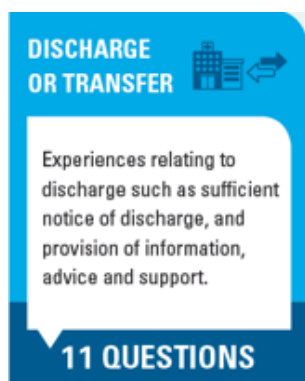 DISCHARGE
OR TRANSFER
Experiences relating to
discharge such as sufficient
notice of discharge, and
provision of information,
advice and support.
11 QUESTIONS